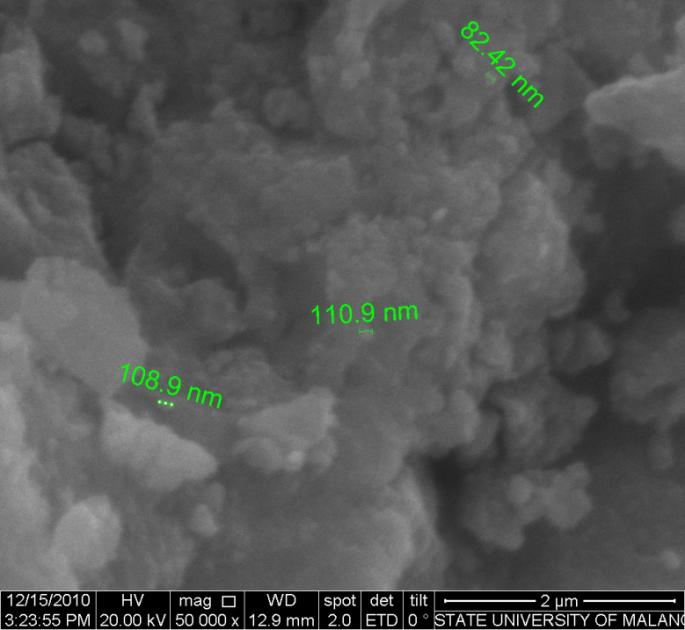 82.42 nm
110.9 nm
108.9 nm
12/15/2010 HV mag WD spot det tilt 2 µm
3:23:55 PM 20.00 kV 50 000 x 12.9 mm 2.0 ETD 0 ° STATE UNIVERSITY OF MALANG